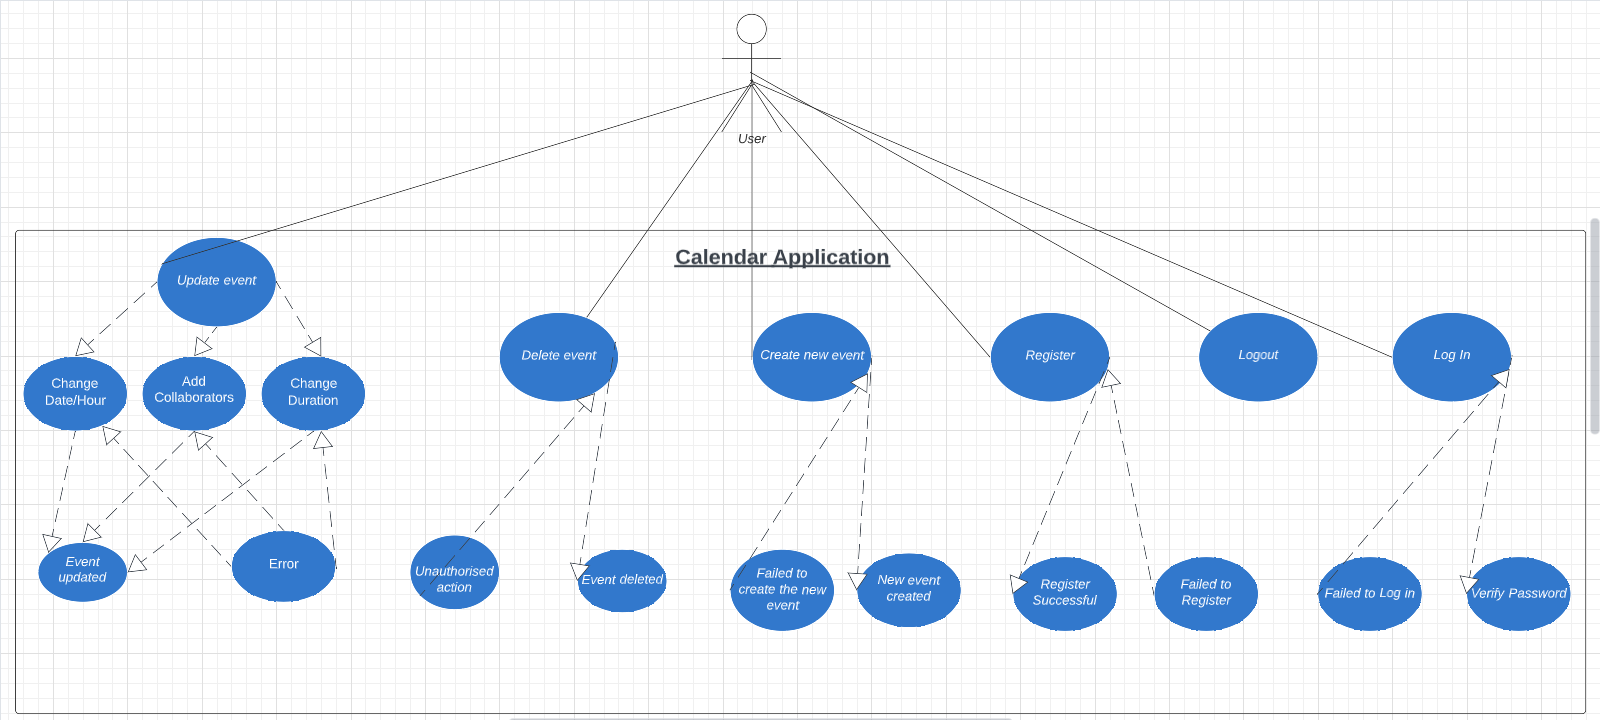 User
Calendar Application
Update event
Delete event
Create new event
Register
Logout
Log In
Change
Date/Hour
Add
Collaborators
Change
Duration
Event
updated
Error
Unauthorised
action
Event deleted
Failed to
create the new
event
New event
created
Register
Successful
Failed to
Register
Failed to Log in
Verify Password